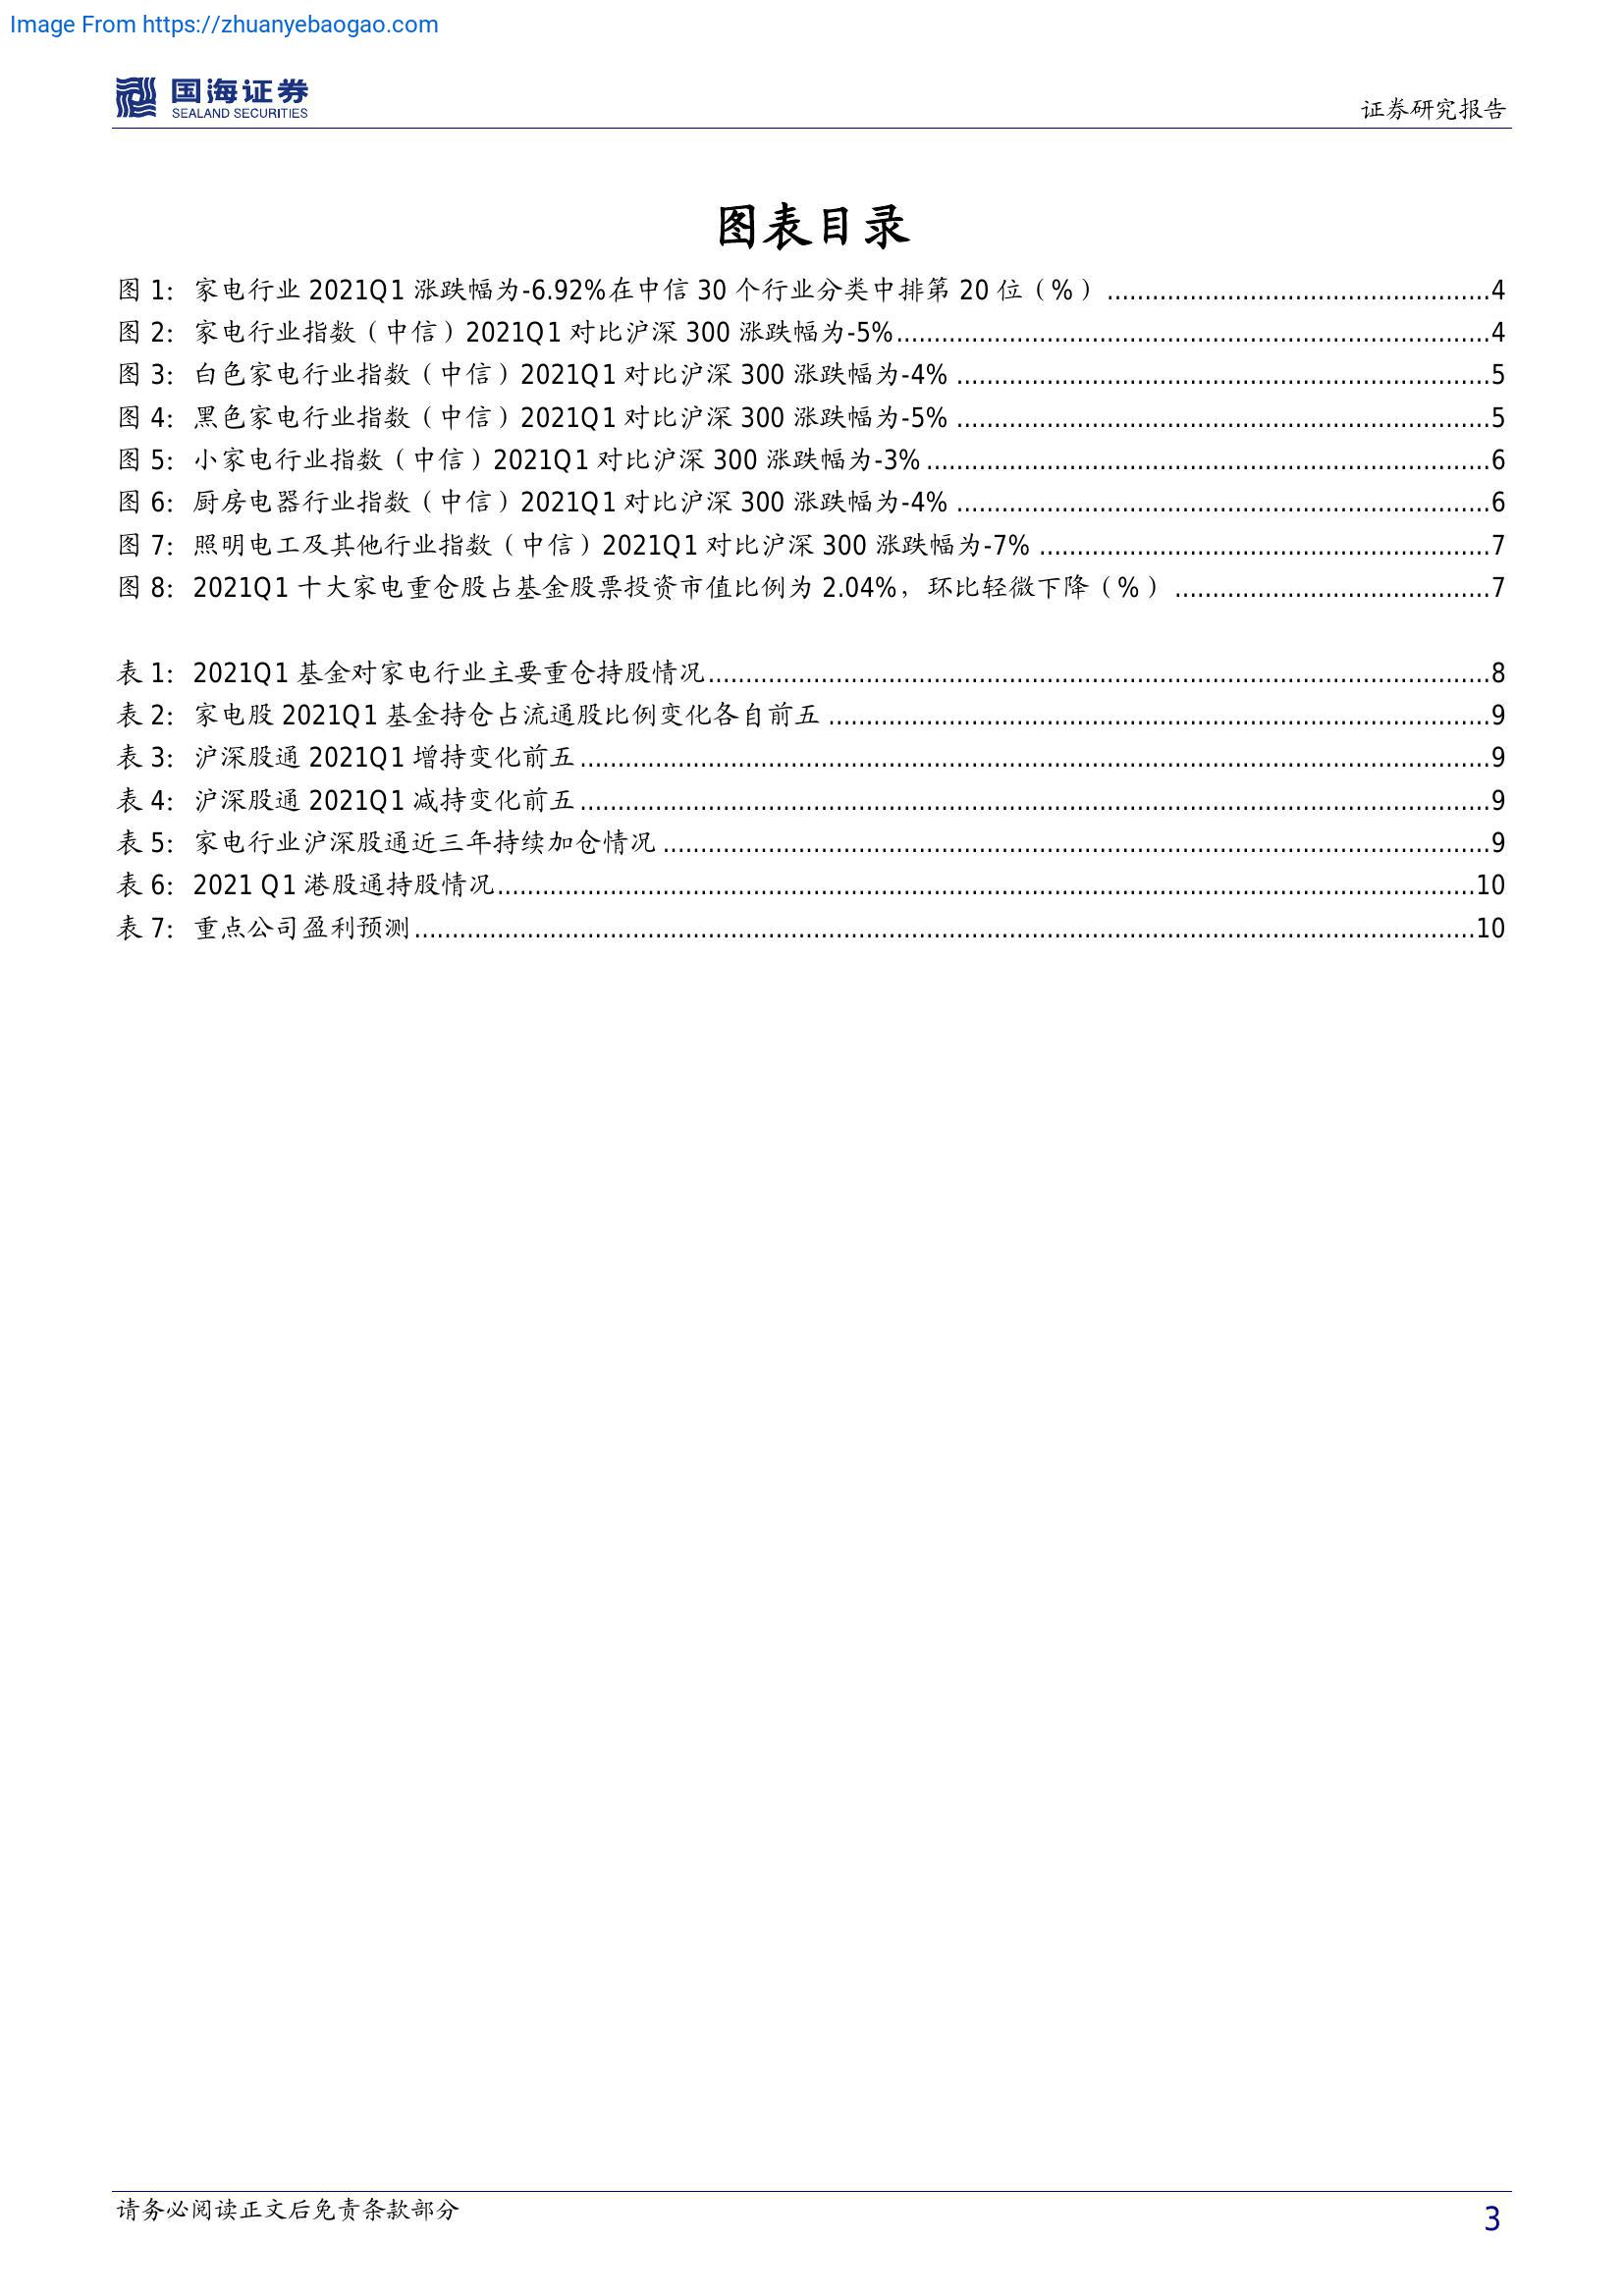 Image From https://zhuanyebaogao.com
国海证券
SEALAND SECURITIES
证券研究报告
图表目录
图 1: 家电行业 2021Q1 涨跌幅为-6.92%在中信 30 个行业分类中排第 20 位（%）................................................4
图 2: 家电行业指数（中信）2021Q1 对比沪深 300 涨跌幅为-5%................................................4
图 3: 白色家电行业指数（中信）2021Q1 对比沪深 300 涨跌幅为-4% ................................................5
图 4: 黑色家电行业指数（中信）2021Q1 对比沪深 300 涨跌幅为-5% ................................................5
图 5: 小家电行业指数（中信）2021Q1 对比沪深 300 涨跌幅为-3% ................................................6
图 6: 厨房电器行业指数（中信）2021Q1 对比沪深 300 涨跌幅为-4% ................................................6
图 7: 照明电工及其他行业指数（中信）2021Q1 对比沪深 300 涨跌幅为-7% ................................................7
图 8: 2021Q1 十大家电重仓股占基金股票投资市值比例为 2.04%，环比轻微下降（%）................................................7
表 1: 2021Q1 基金对家电行业主要重仓持股情况................................................8
表 2: 家电股 2021Q1 基金持仓占流通股比例变化各自前五 ................................................9
表 3: 沪深股通 2021Q1 增持变化前五................................................9
表 4: 沪深股通 2021Q1 减持变化前五................................................9
表 5: 家电行业沪深股通近三年持续加仓情况 ................................................9
表 6: 2021 Q1 港股通持股情况................................................10
表 7: 重点公司盈利预测................................................10
请务必阅读正文后免责条款部分
3